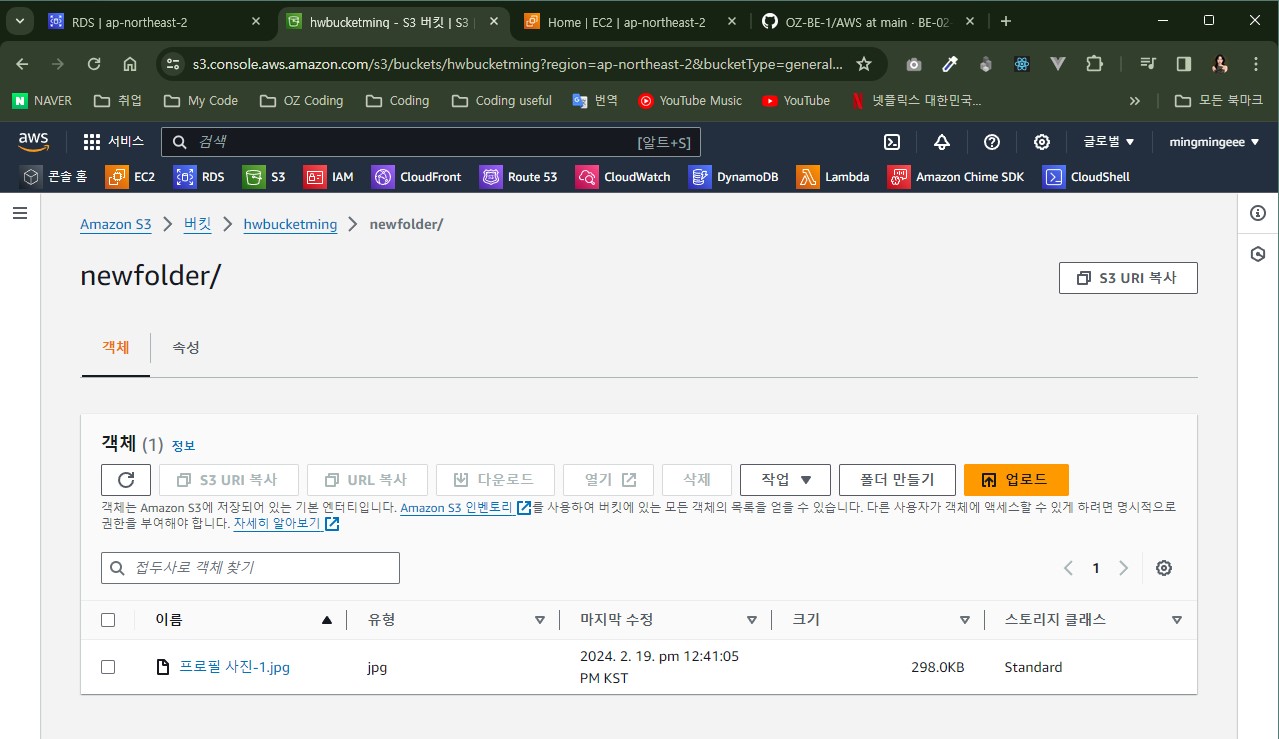 RDS | ap-northeast-2
hwbucketming - S3 버킷 | S3 |
Home | EC2 | ap-northeast-2
OZ-BE-1/AWS at main · BE-02-
s3.console.aws.amazon.com/s3/buckets/hwbucketming?region=ap-northeast-2&bucketType=general...
NAVER 취업 My Code OZ Coding Coding Coding useful 번역 YouTube Music YouTube 넷플릭스 대한민국... 모든 북마크
aws 서비스 검색 [알트+S] 글로벌 mingmingeee
콘솔 홈 EC2 RDS S3 IAM CloudFront Route 53 CloudWatch DynamoDB Lambda Amazon Chime SDK CloudShell
Amazon S3 버킷 hwbucketming newfolder/
newfolder/
S3 URI 복사
객체 속성
객체 (1) 정보
S3 URI 복사 URL 복사 다운로드 열기 삭제 작업 폴더 만들기 업로드
객체는 Amazon S3에 저장되어 있는 기본 엔터티입니다. Amazon S3 인벤토리를 사용하여 버킷에 있는 모든 객체의 목록을 얻을 수 있습니다. 다른 사용자가 객체에 액세스할 수 있게 하려면 명시적으로
권한을 부여해야 합니다. 자세히 알아보기
접두사로 객체 찾기 1
이름 유형 마지막 수정 크기 스토리지 클래스
프로필 사진-1.jpg jpg 2024. 2. 19. pm 12:41:05 298.0KB Standard
PM KST